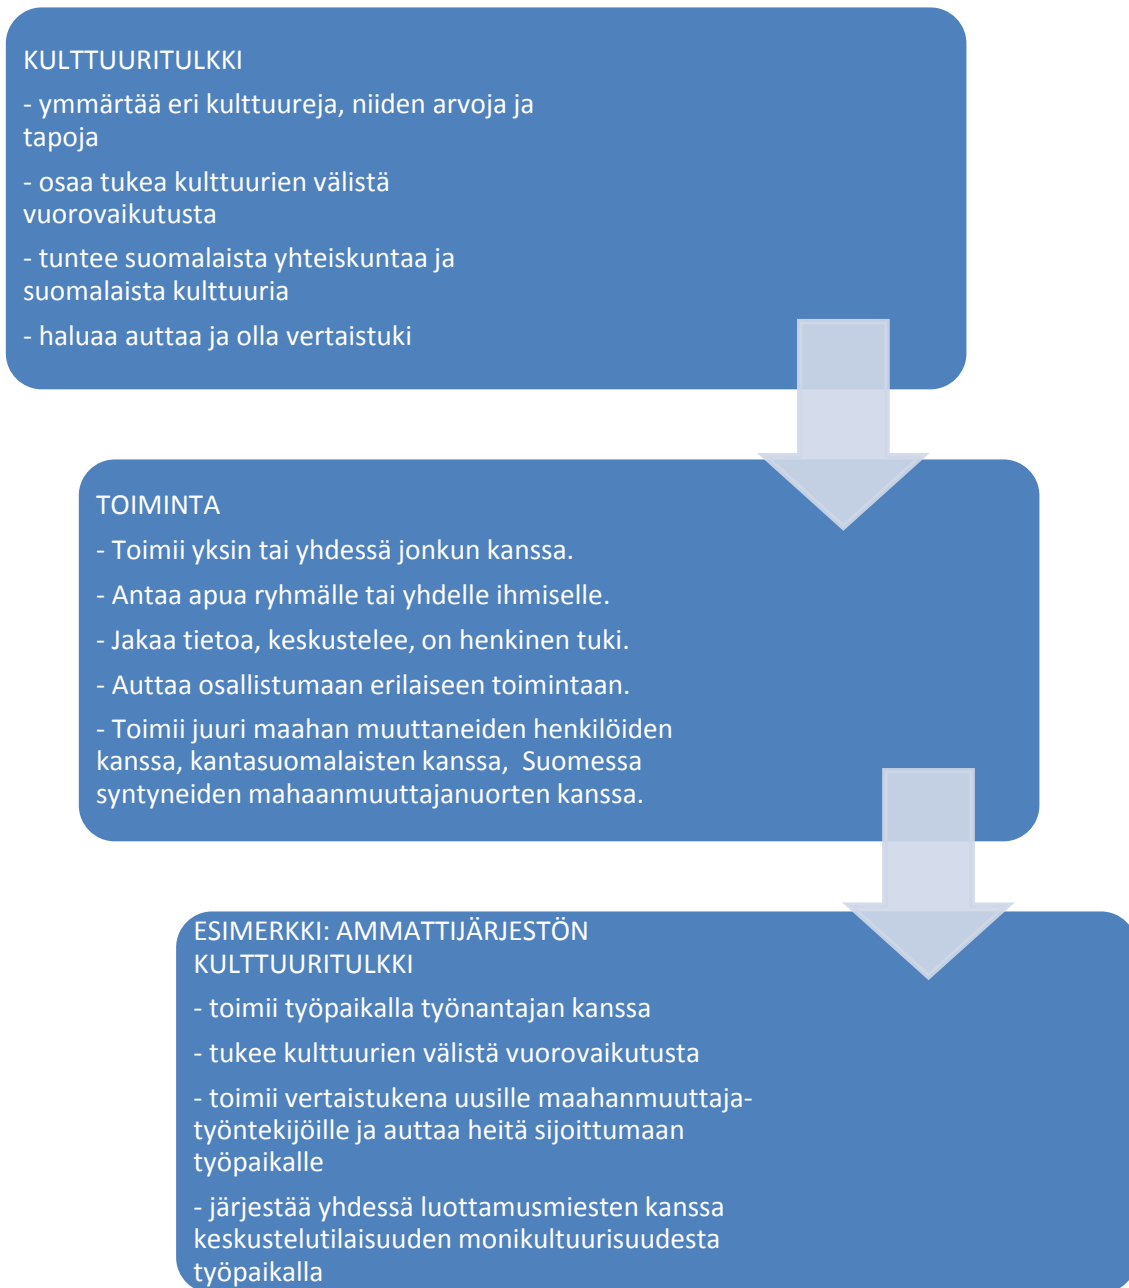 KULTTUURITULKKI
- ymmärtää eri kulttuureja, niiden arvoja ja
tapoja
- osaa tukea kulttuurien välistä
vuorovaikutusta
- tuntee suomalaista yhteiskuntaa ja
suomalaista kulttuuria
- haluaa auttaa ja olla vertaistuki
TOIMINTA
- Toimii yksin tai yhdessä jonkun kanssa.
- Antaa apua ryhmälle tai yhdelle ihmiselle.
- Jakaa tietoa, keskustelee, on henkinen tuki.
- Auttaa osallistumaan erilaiseen toimintaan.
- Toimii juuri maahan muuttaneiden henkilöiden
kanssa, kantasuomalaisten kanssa,  Suomessa
syntyneiden mahaanmuuttajanuorten kanssa.
ESIMERKKI: AMMATTIJÄRJESTÖN
KULTTUURITULKKI
- toimii työpaikalla työnantajan kanssa
- tukee kulttuurien välistä vuorovaikutusta
- toimii vertaistukena uusille maahanmuuttaja-
työntekijöille ja auttaa heitä sijoittumaan
työpaikalle
- järjestää yhdessä luottamusmiesten kanssa
keskustelutilaisuuden monikultuurisuudesta
työpaikalla